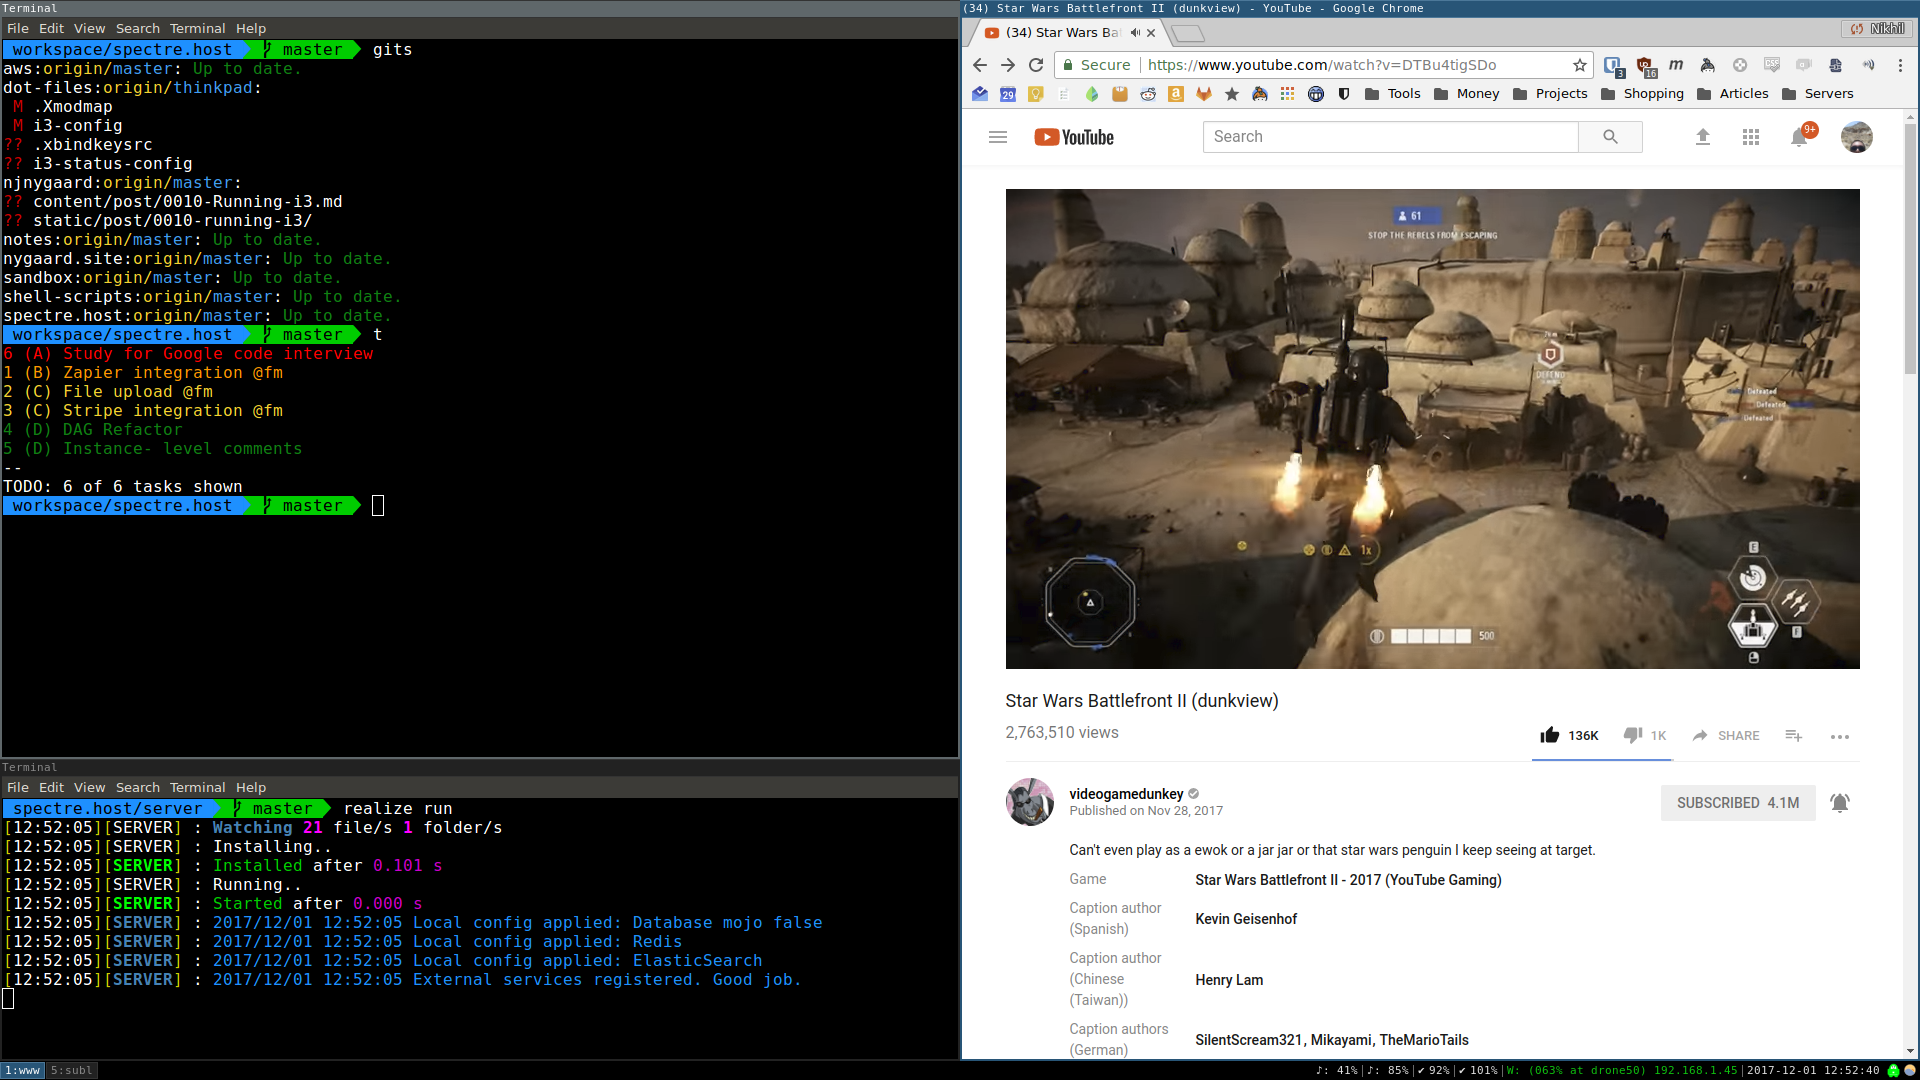 Terminal
File Edit View Search Terminal Help
workspace/spectre.host master gits
aws:origin/master: Up to date.
dot-files:origin/thinkpad:
M .Xmodmap
M i3-config
?? .xbindkeysrc
?? i3-status-config
njnygaard:origin/master:
?? content/post/0010-Running-i3.md
?? static/post/0010-running-i3/
notes:origin/master: Up to date.
nygaard.site:origin/master: Up to date.
sandbox:origin/master: Up to date.
shell-scripts:origin/master: Up to date.
spectre.host:origin/master: Up to date.
workspace/spectre.host master t
6 (A) Study for Google code interview
1 (B) Zapier integration @fm
2 (C) File upload @fm
3 (C) Stripe integration @fm
4 (D) DAG Refactor
5 (D) Instance- level comments
--
TODO: 6 of 6 tasks shown
workspace/spectre.host master
Terminal
File Edit View Search Terminal Help
spectre.host/server master realize run
[12:52:05][SERVER] : Watching 21 file/s 1 folder/s
[12:52:05][SERVER] : Installing..
[12:52:05][SERVER] : Installed after 0.101 s
[12:52:05][SERVER] : Running..
[12:52:05][SERVER] : Started after 0.000 s
[12:52:05][SERVER] : 2017/12/01 12:52:05 Local config applied: Database mojo false
[12:52:05][SERVER] : 2017/12/01 12:52:05 Local config applied: Redis
[12:52:05][SERVER] : 2017/12/01 12:52:05 Local config applied: ElasticSearch
[12:52:05][SERVER] : 2017/12/01 12:52:05 External services registered. Good job.
(34) Star Wars Battlefront II (dunkview) - YouTube - Google Chrome
(34) Star Wars Ba
Nikhil
Secure https://www.youtube.com/watch?v=DTBu4tigSDo
3 16 m
29 Tools Money Projects Shopping Articles Servers
YouTube Search 9+
61
STOP THE REBELS FROM ESCAPING
DEFEND
Defeated
Defeated
Defeated
1x
E
F
500
Star Wars Battlefront II (dunkview)
2,763,510 views
136K 1K SHARE
videogamedunkey
Published on Nov 28, 2017
SUBSCRIBED 4.1M
Can't even play as a ewok or a jar jar or that star wars penguin I keep seeing at target.
Game Star Wars Battlefront II - 2017 (YouTube Gaming)
Caption author
(Spanish)
Kevin Geisenhof
Caption author
(Chinese
(Taiwan))
Henry Lam
Caption authors
(German)
SilentScream321, Mikayami, TheMarioTails
1:www 5:subl
♪: 41%|♪: 85%|✔ 92%|✔ 101%|W: (063% at drone50) 192.168.1.45|2017-12-01 12:52:40